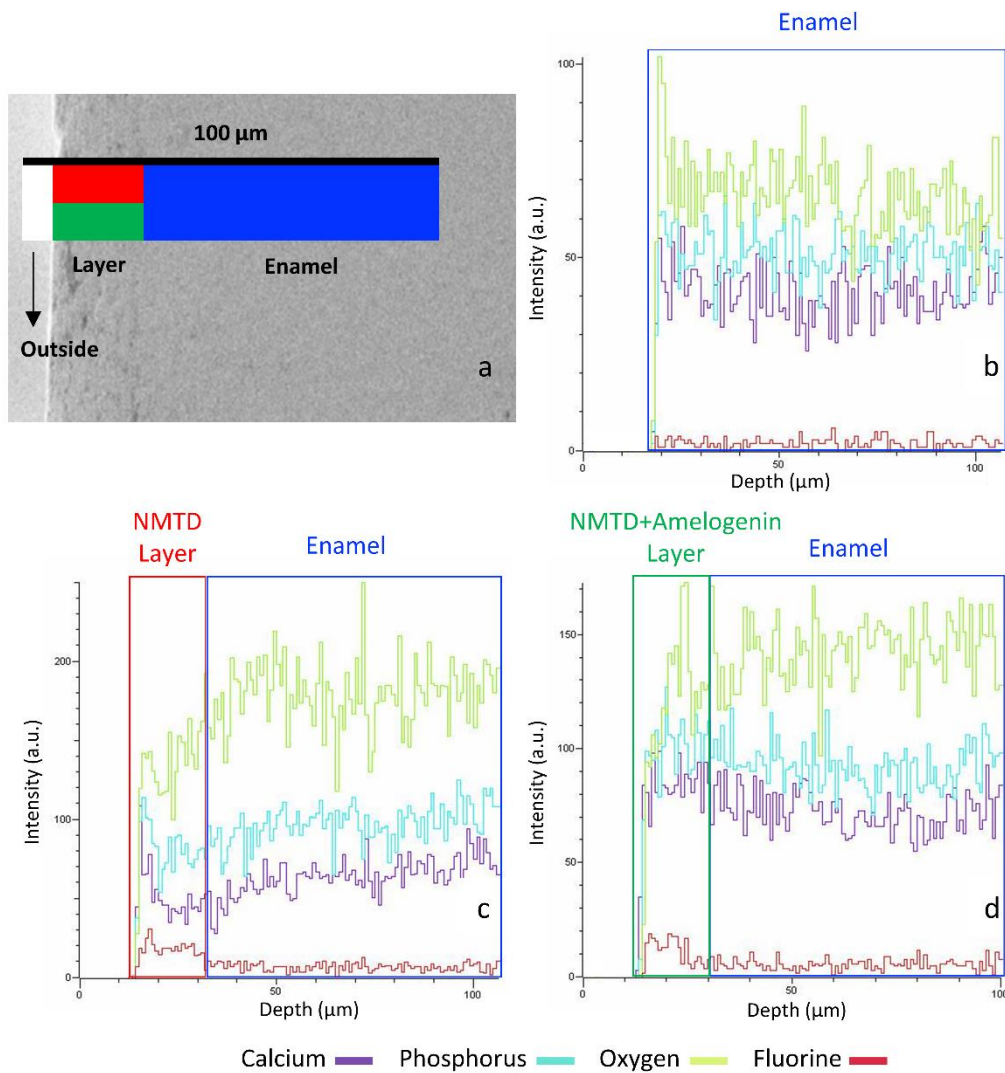 100 µm
Layer
Enamel
Outside
a
Enamel
100
50
0
Intensity (a.u.)
0
50
100
Depth (µm)
b
NMTD
Layer
Enamel
200
100
0
Intensity (a.u.)
0
50
100
Depth (µm)
c
NMTD+Amelogenin
Layer
Enamel
150
100
50
0
Intensity (a.u.)
0
50
100
Depth (µm)
d
Calcium Phosphorus Oxygen Fluorine